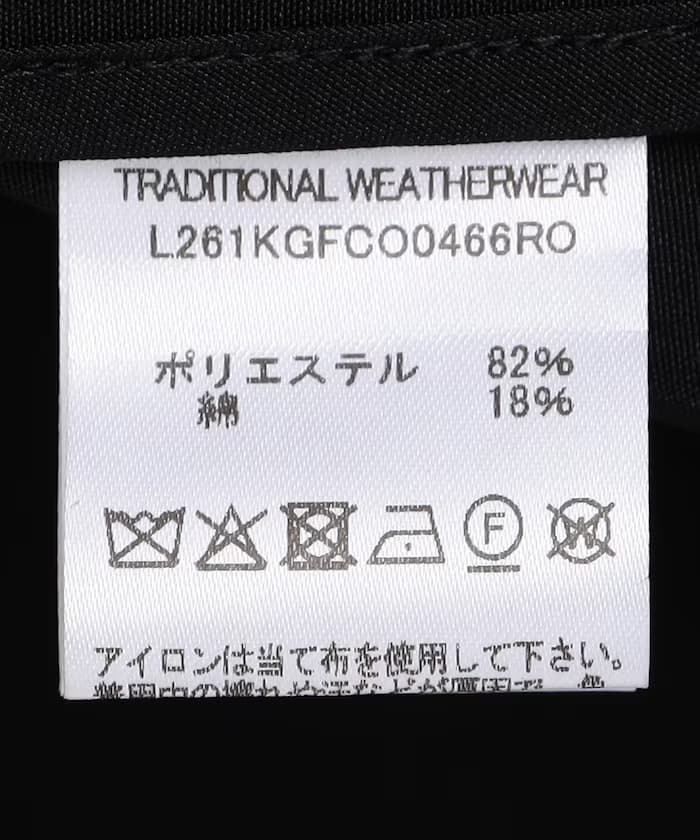 TRADITIONAL WEATHERWEAR
L261KGFCO0466RO
ポリエステル 82%
綿 18%
F
W
アイロンは当て布を使用して下さい。